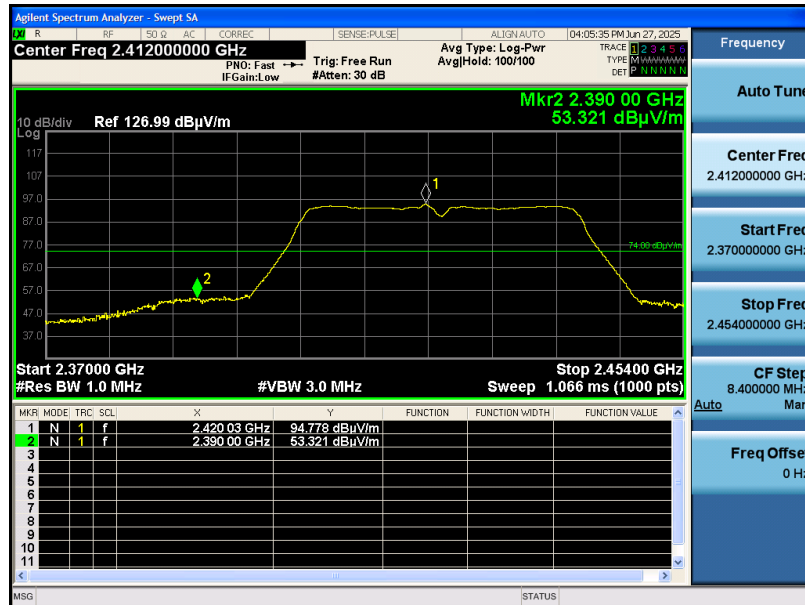 Agilent Spectrum Analyzer - Swept SA
LXI R RF 50 Ω AC CORREC SENSE:PULSE ALIGN AUTO 04:05:35 PM Jun 27, 2025
Center Freq 2.412000000 GHz
PNO: Fast
IFGain:Low
Trig: Free Run
#Atten: 30 dB
Avg Type: Log-Pwr
Avg|Hold: 100/100
TRACE 1 2 3 4 5 6
TYPE M W W W W W
DET P N N N N N
Mkr2 2.390 00 GHz
53.321 dBµV/m
10 dB/div Ref 126.99 dBµV/m
Log
117
107
97.0
87.0
77.0
67.0
57.0
47.0
37.0
1
2
74.00 dBµV/m
Start 2.37000 GHz Stop 2.45400 GHz
#Res BW 1.0 MHz #VBW 3.0 MHz Sweep 1.066 ms (1000 pts)
MKR MODE TRC SCL X Y FUNCTION FUNCTION WIDTH FUNCTION VALUE
1 N 1 f 2.420 03 GHz 94.778 dBµV/m
2 N 1 f 2.390 00 GHz 53.321 dBµV/m
3
4
5
6
7
8
9
10
11
MSG STATUS
Frequency
Auto Tune
Center Freq
2.412000000 GHz
Start Freq
2.370000000 GHz
Stop Freq
2.454000000 GHz
CF Step
8.400000 MHz
Auto Man
Freq Offset
0 Hz